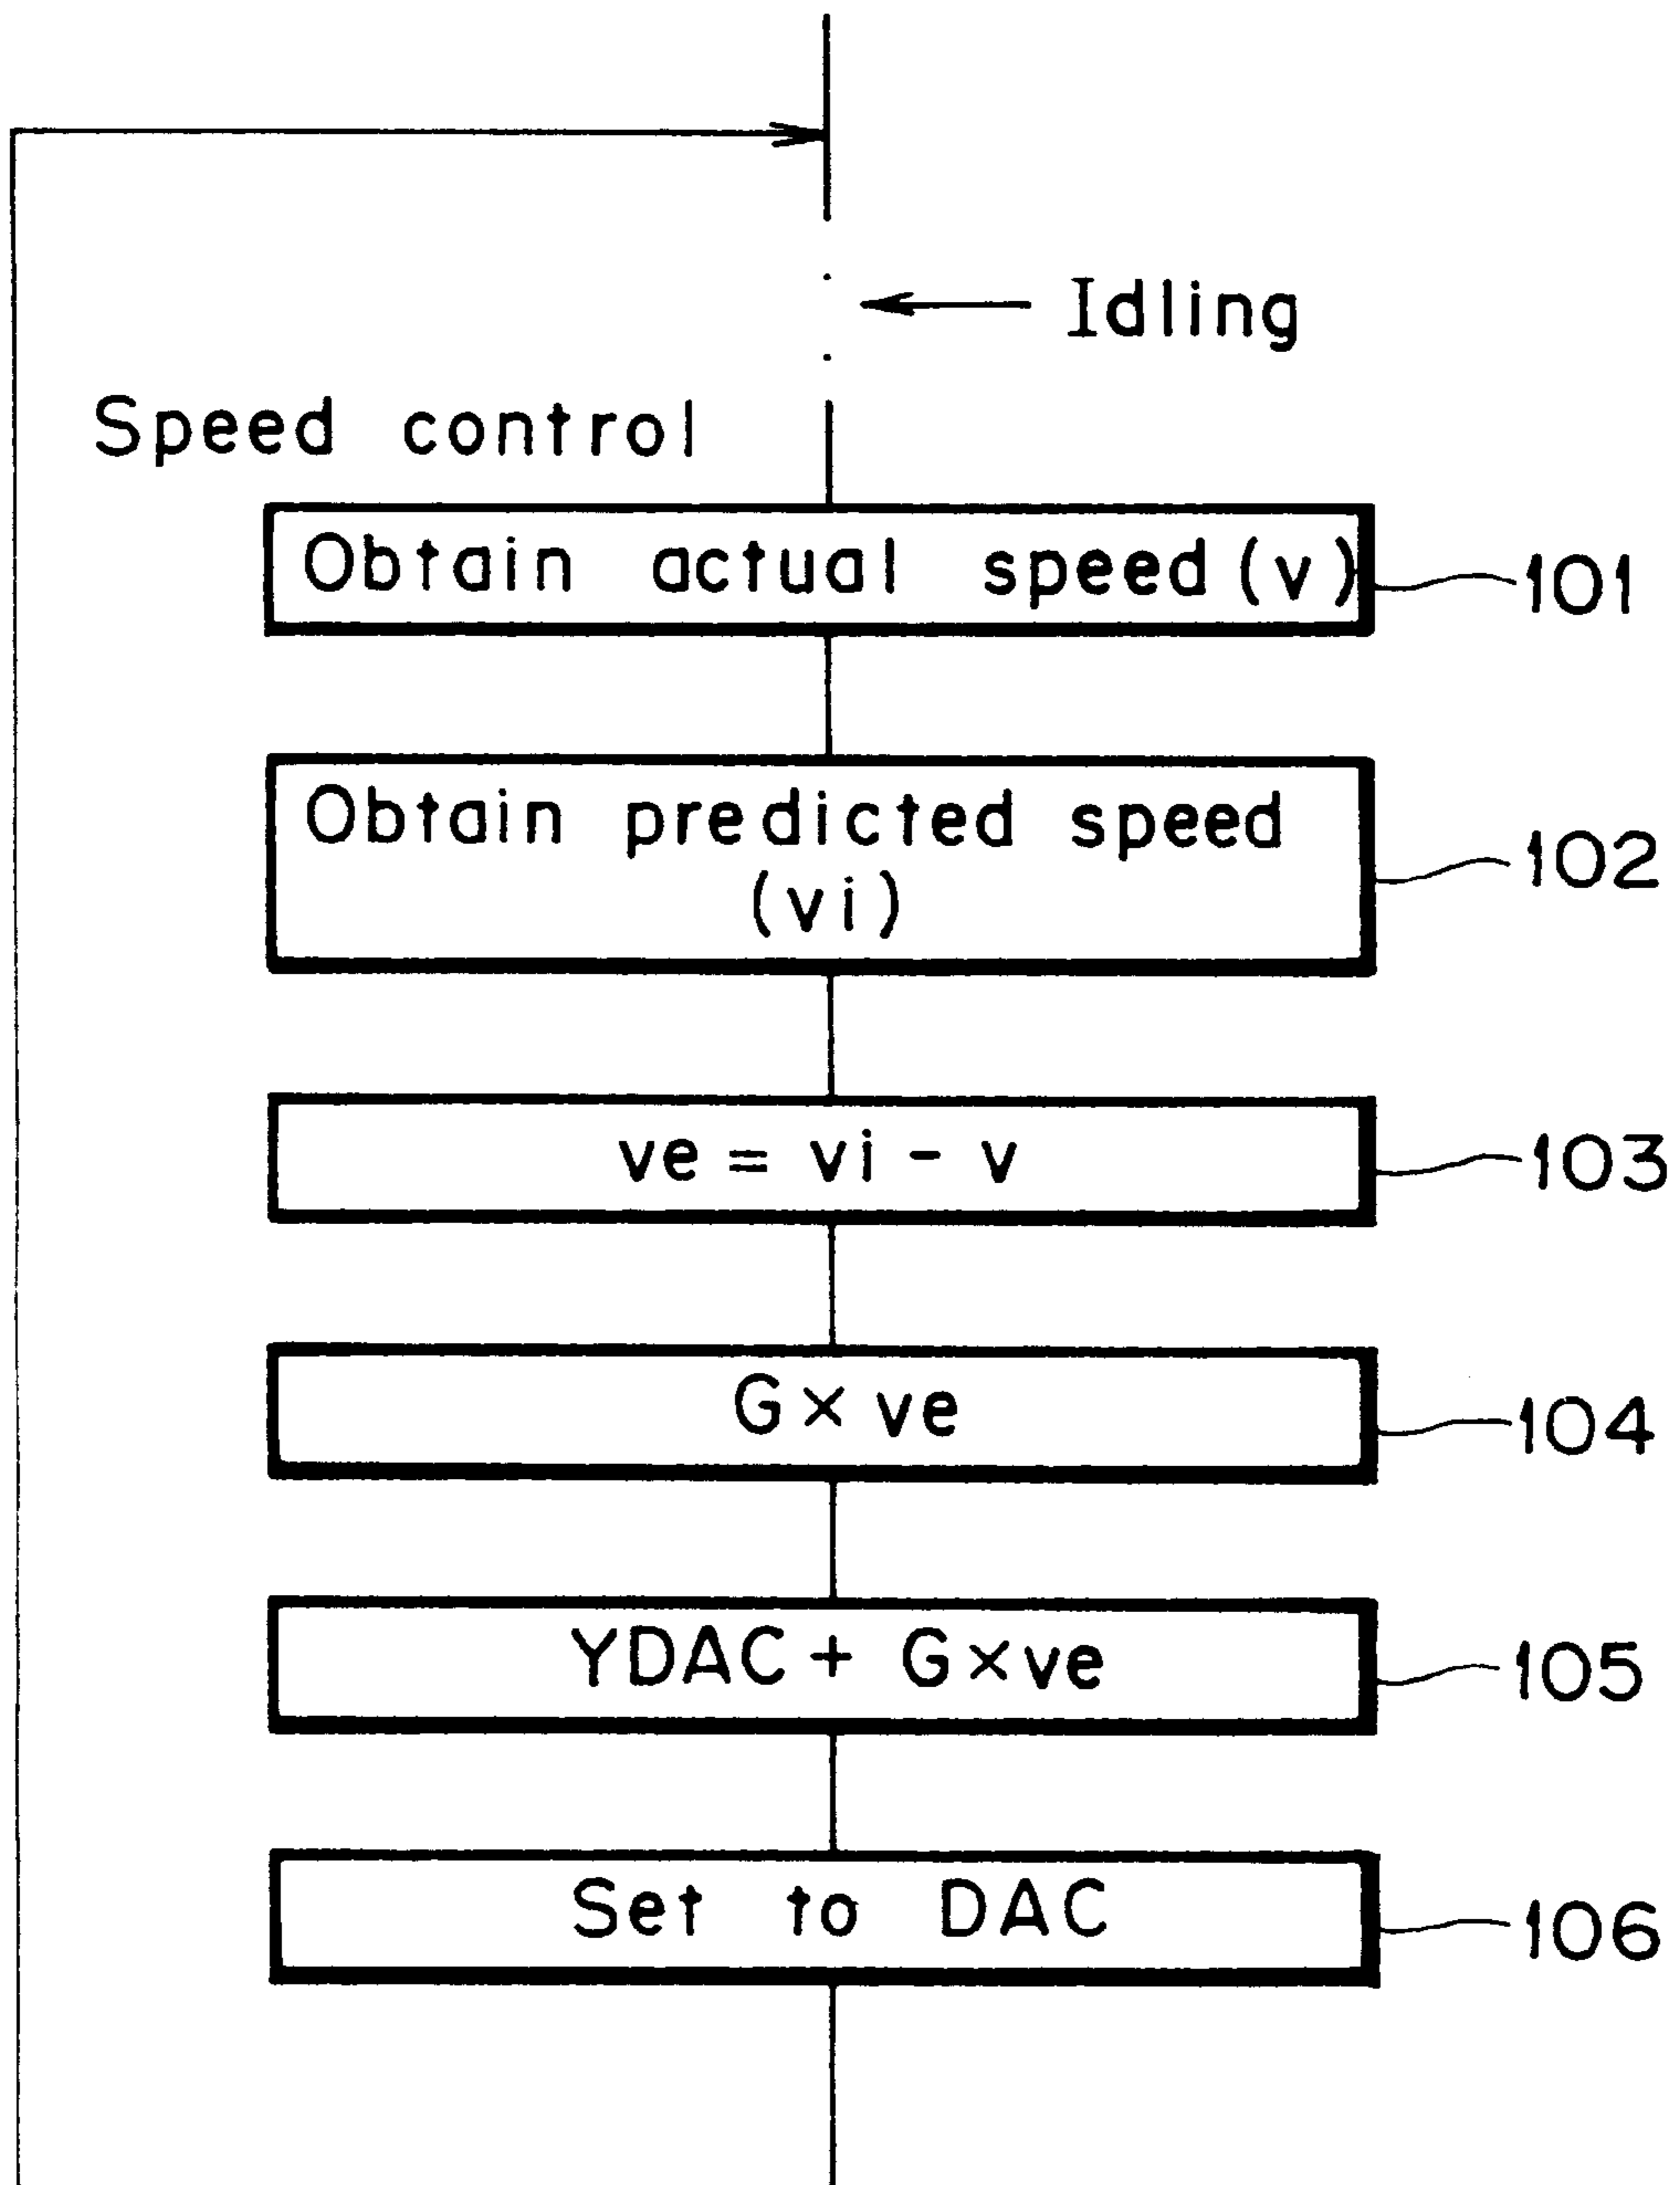 Idling
Speed control
Obtain actual speed (v)
101
Obtain predicted speed
(vi)
102
ve = vi - v
103
G × ve
104
YDAC + G × ve
105
Set to DAC
106